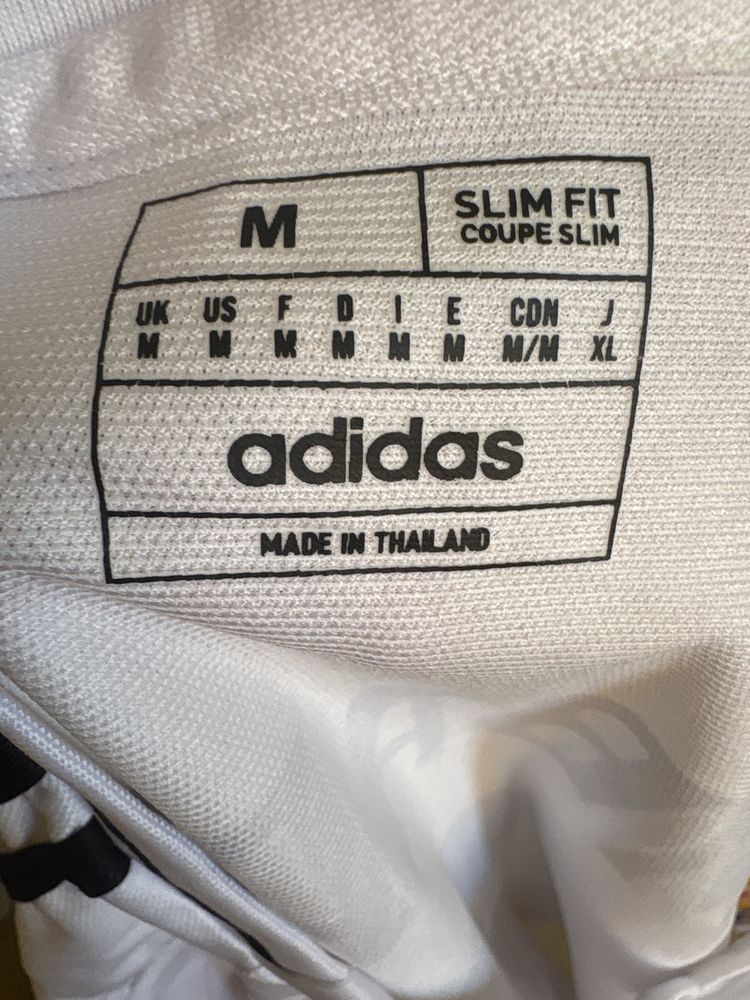 M
SLIM FIT
COUPE SLIM
UK US F D I E CDN J
M M M M M M M/M XL
adidas
MADE IN THAILAND